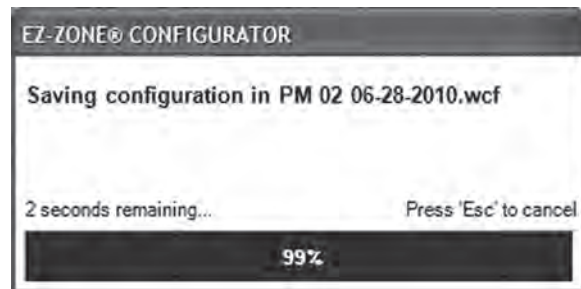 EZ-ZONE® CONFIGURATOR
Saving configuration in PM 02 06-28-2010.wcf
2 seconds remaining...
Press 'Esc' to cancel
99%